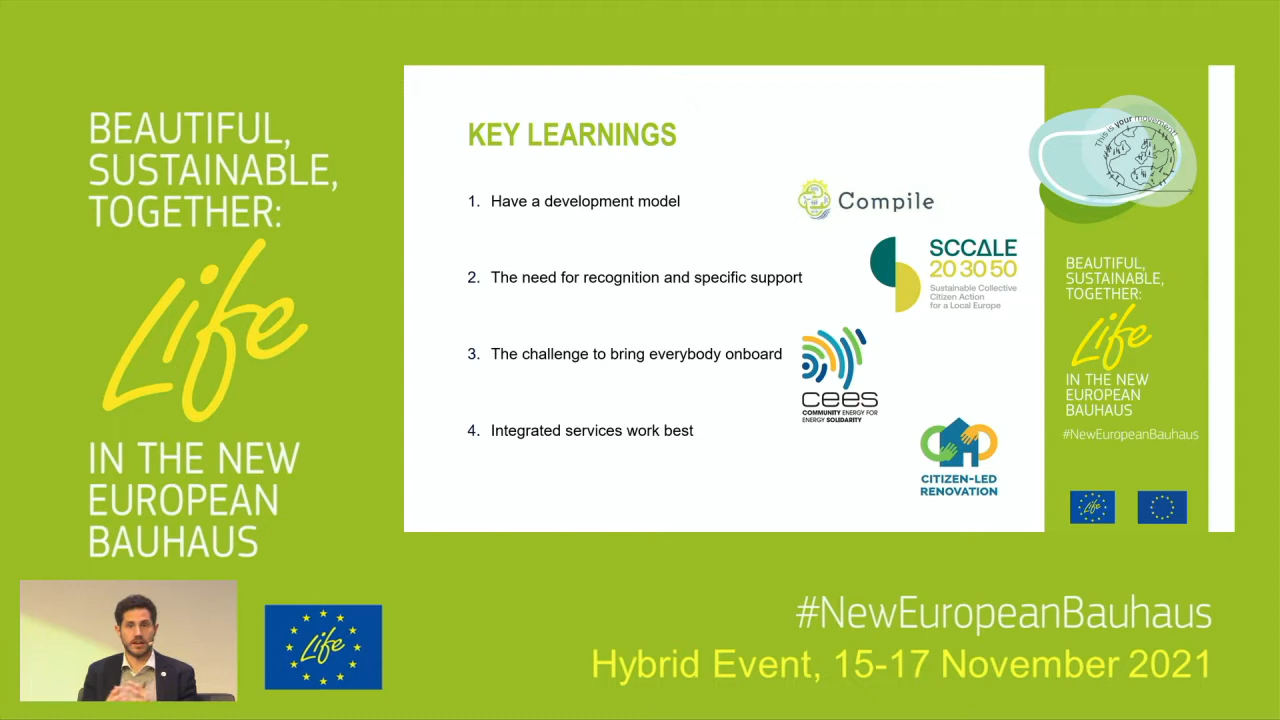 BEAUTIFUL,
SUSTAINABLE,
TOGETHER:
Life
IN THE NEW
EUROPEAN
BAUHAUS
KEY LEARNINGS
1. Have a development model
2. The need for recognition and specific support
3. The challenge to bring everybody onboard
4. Integrated services work best
Compile
SCCALE
20 30 50
Sustainable Collective
Citizen Action
for a Local Europe
cees
COMMUNITY ENERGY FOR
ENERGY SOLIDARITY
CITIZEN-LED
RENOVATION
This is your movement!
BEAUTIFUL,
SUSTAINABLE,
TOGETHER:
Life
IN THE NEW
EUROPEAN
BAUHAUS
#NewEuropeanBauhaus
Life
Life
#NewEuropeanBauhaus
Hybrid Event, 15-17 November 2021